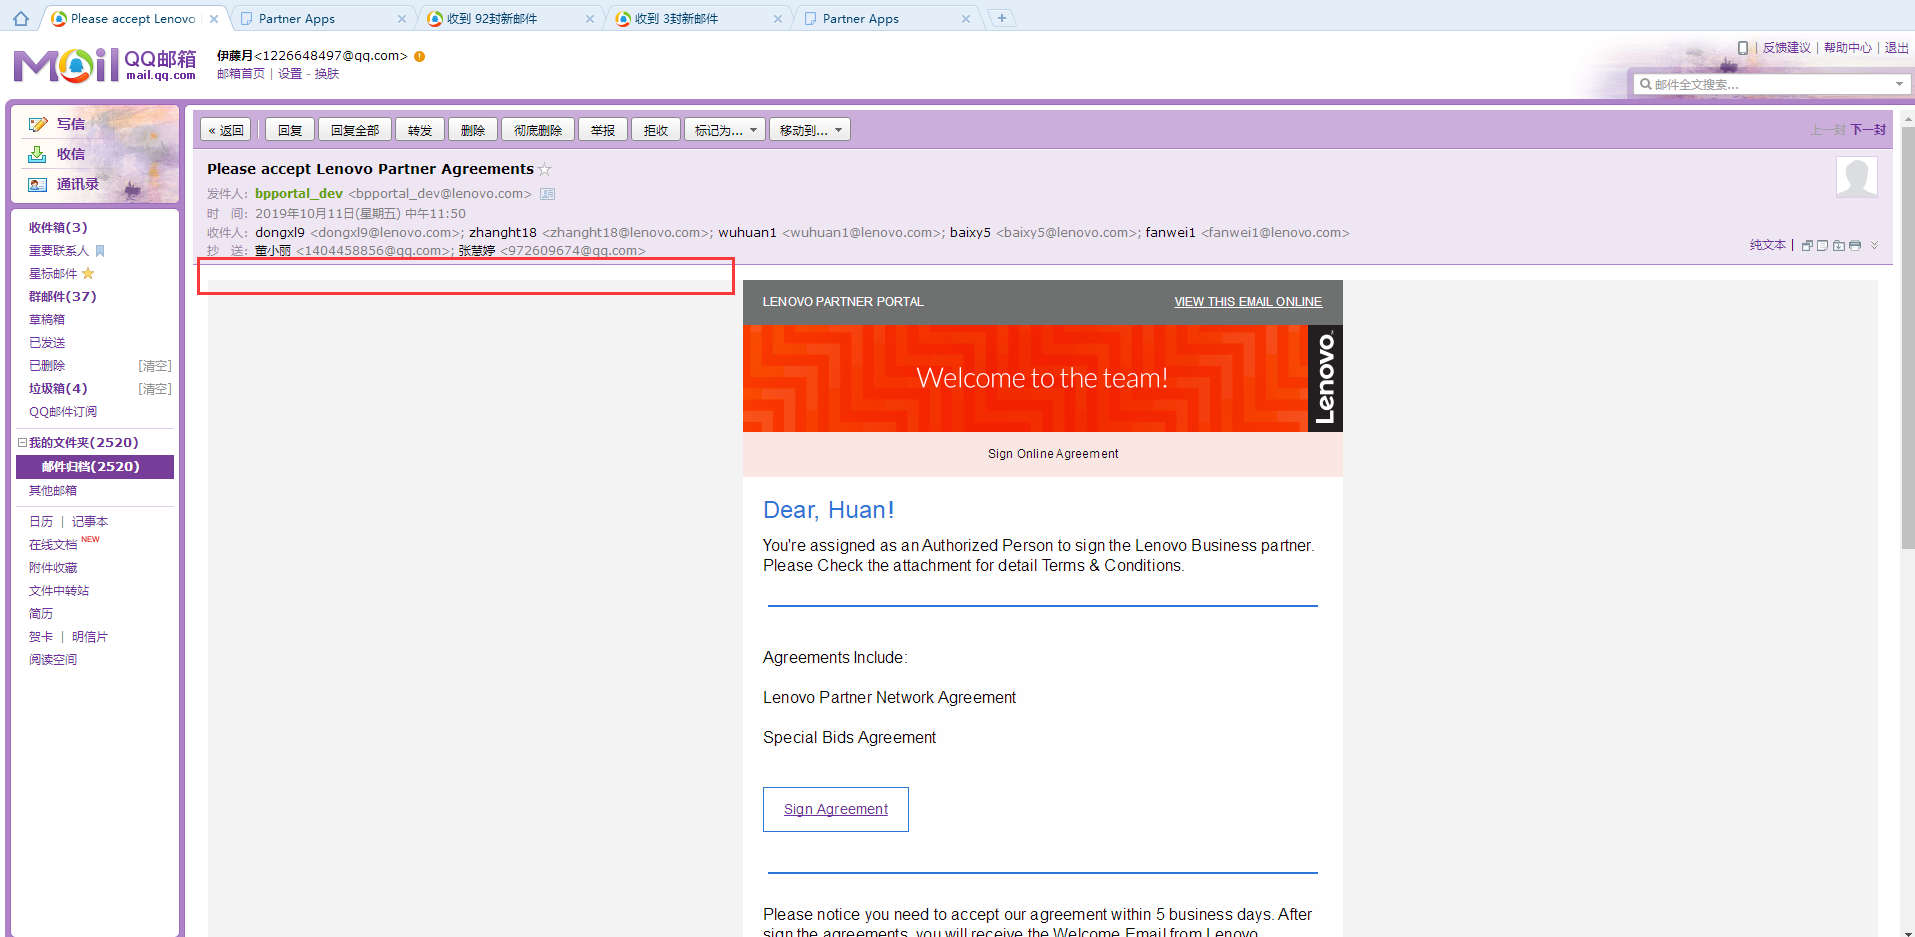 Please accept Lenovo
Partner Apps
收到 92封新邮件
收到 3封新邮件
Partner Apps
Mail QQ邮箱
mail.qq.com
伊藤月<1226648497@qq.com>
邮箱首页 | 设置 - 换肤
反馈建议 | 帮助中心 | 退出
邮件全文搜索...
写信
收信
通讯录
收件箱(3)
重要联系人
星标邮件
群邮件(37)
草稿箱
已发送
已删除 [清空]
垃圾箱(4) [清空]
QQ邮件订阅
我的文件夹(2520)
邮件归档(2520)
其他邮箱
日历 | 记事本
在线文档 NEW
附件收藏
文件中转站
简历
贺卡 | 明信片
阅读空间
« 返回 回复 回复全部 转发 删除 彻底删除 举报 拒收 标记为... 移动到...
上一封 下一封
Please accept Lenovo Partner Agreements
发件人: bpportal_dev <bpportal_dev@lenovo.com>
时 间: 2019年10月11日(星期五) 中午11:50
收件人: dongxl9 <dongxl9@lenovo.com>; zhanght18 <zhanght18@lenovo.com>; wuhuan1 <wuhuan1@lenovo.com>; baixy5 <baixy5@lenovo.com>; fanwei1 <fanwei1@lenovo.com>
抄 送: 董小丽 <1404458856@qq.com>; 张慧婷 <972609674@qq.com>
纯文本 |
LENOVO PARTNER PORTAL
VIEW THIS EMAIL ONLINE
Welcome to the team!
Lenovo
Sign Online Agreement
Dear, Huan!
You're assigned as an Authorized Person to sign the Lenovo Business partner.
Please Check the attachment for detail Terms & Conditions.
Agreements Include:
Lenovo Partner Network Agreement
Special Bids Agreement
Sign Agreement
Please notice you need to accept our agreement within 5 business days. After
sign the agreements, you will receive the Welcome Email from Lenovo